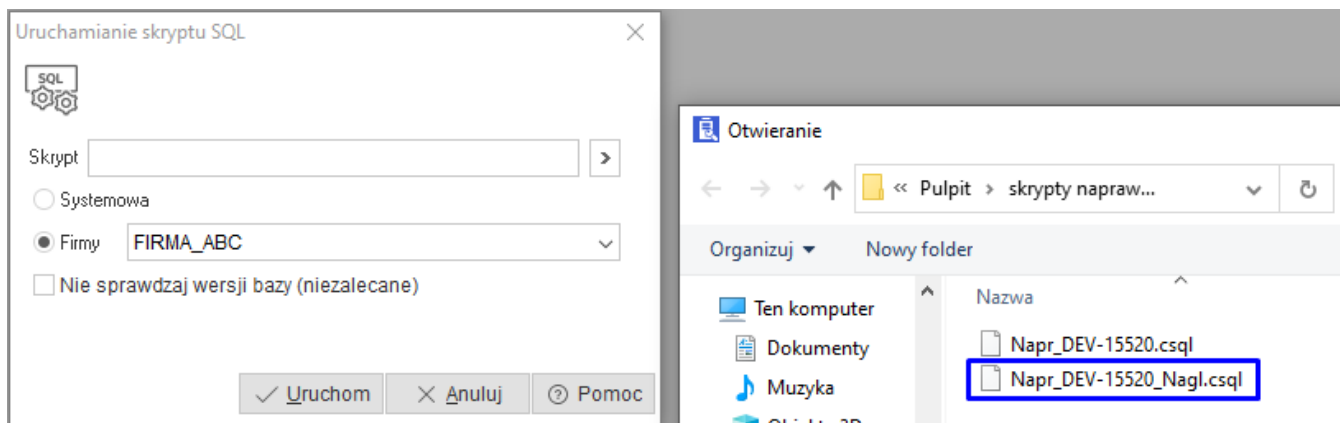 Uruchamianie skryptu SQL
SQL
Skrypt
Systemowa
Firmy FIRMA_ABC
Nie sprawdzaj wersji bazy (niezalecane)
Uruchom Anuluj Pomoc
Otwieranie
« Pulpit > skrypty napraw...
Organizuj Nowy folder
Nazwa
Ten komputer
Dokumenty
Muzyka
Napr_DEV-15520.csql
Napr_DEV-15520_Nagl.csql